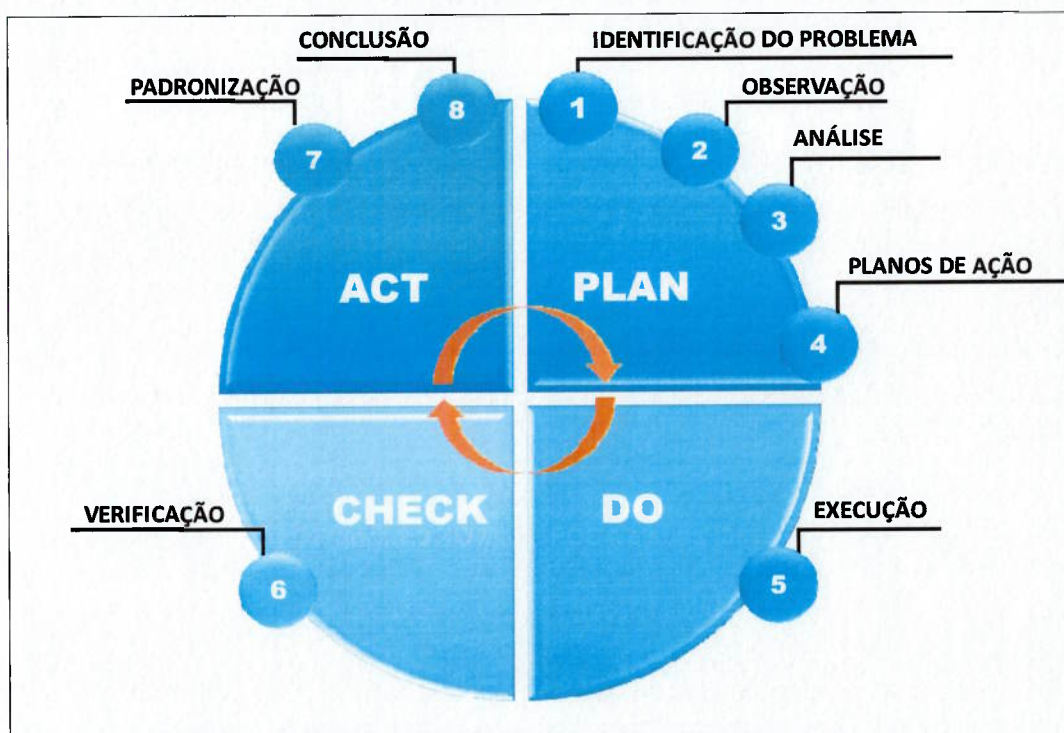 CONCLUSÃO
IDENTIFICAÇÃO DO PROBLEMA
PADRONIZAÇÃO
OBSERVAÇÃO
ANÁLISE
PLANOS DE AÇÃO
8
1
7
2
3
4
ACT
PLAN
CHECK
DO
VERIFICAÇÃO
EXECUÇÃO
6
5